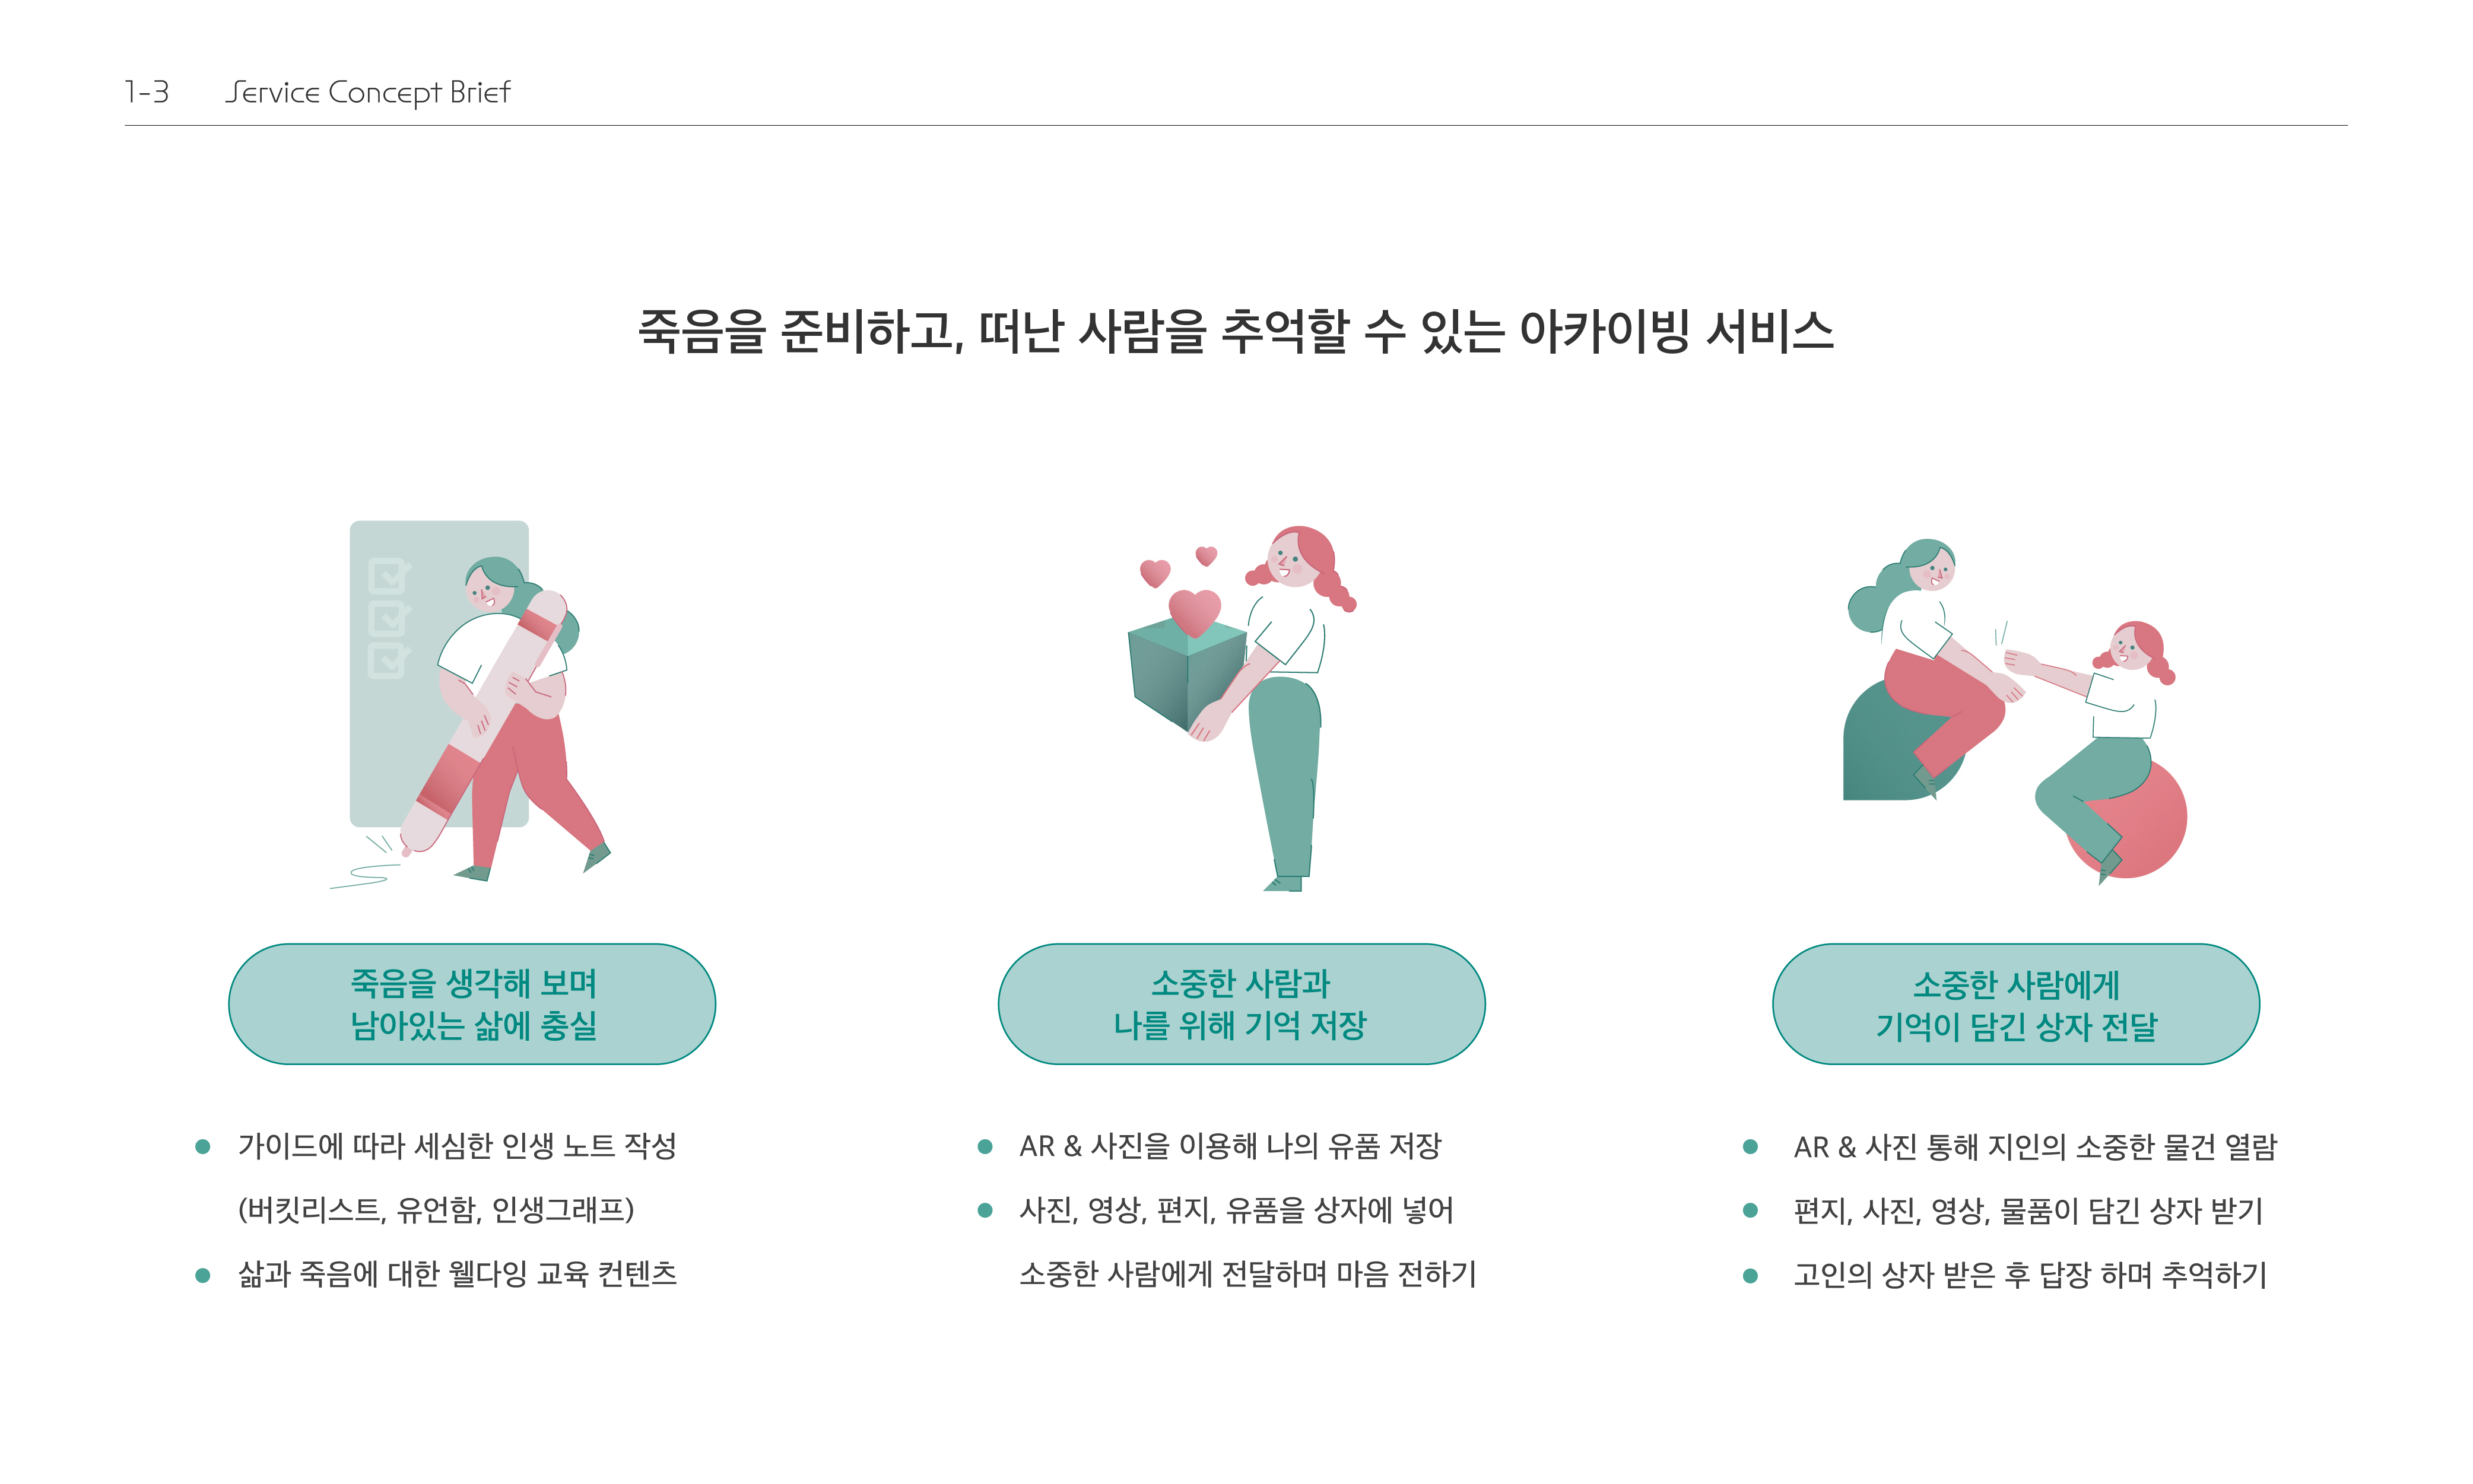 1-3 Service Concept Brief
죽음을 준비하고, 떠난 사람을 추억할 수 있는 아카이빙 서비스
죽음을 생각해 보며
남아있는 삶에 충실
가이드에 따라 세심한 인생 노트 작성
(버킷리스트, 유언함, 인생그래프)
삶과 죽음에 대한 웰다잉 교육 컨텐츠
소중한 사람과
나를 위해 기억 저장
AR & 사진을 이용해 나의 유품 저장
사진, 영상, 편지, 유품을 상자에 넣어
소중한 사람에게 전달하며 마음 전하기
소중한 사람에게
기억이 담긴 상자 전달
AR & 사진 통해 지인의 소중한 물건 열람
편지, 사진, 영상, 물품이 담긴 상자 받기
고인의 상자 받은 후 답장 하며 추억하기